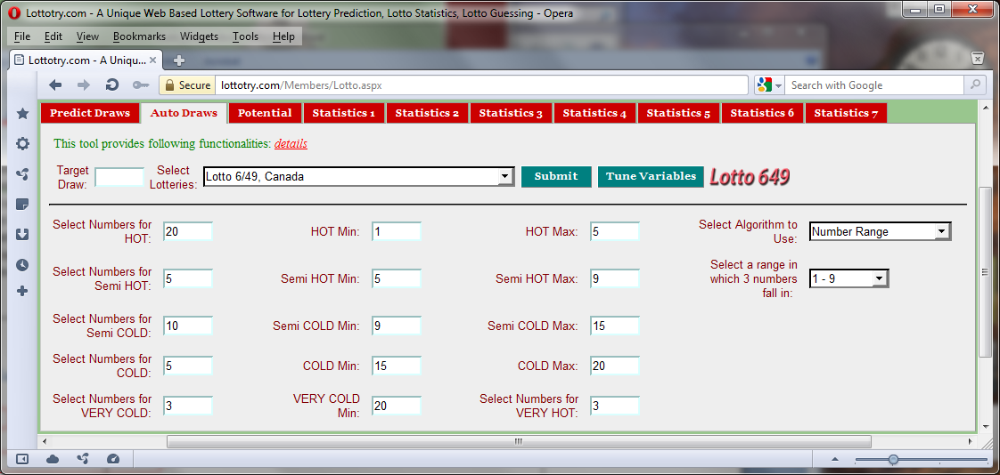 Lottotry.com - A Unique Web Based Lottery Software for Lottery Prediction, Lotto Statistics, Lotto Guessing - Opera
File Edit View Bookmarks Widgets Tools Help
Lottotry.com - A Uniqu...
Secure lottotry.com/Members/Lotto.aspx Search with Google
Predict Draws Auto Draws Potential Statistics 1 Statistics 2 Statistics 3 Statistics 4 Statistics 5 Statistics 6 Statistics 7
This tool provides following functionalities: details
Target Draw: Select Lotteries: Lotto 6/49, Canada Submit Tune Variables Lotto 649
Select Numbers for HOT: 20 HOT Min: 1 HOT Max: 5 Select Algorithm to Use: Number Range
Select Numbers for Semi HOT: 5 Semi HOT Min: 5 Semi HOT Max: 9 Select a range in which 3 numbers fall in: 1 - 9
Select Numbers for Semi COLD: 10 Semi COLD Min: 9 Semi COLD Max: 15
Select Numbers for COLD: 5 COLD Min: 15 COLD Max: 20
Select Numbers for VERY COLD: 3 VERY COLD Min: 20 Select Numbers for VERY HOT: 3